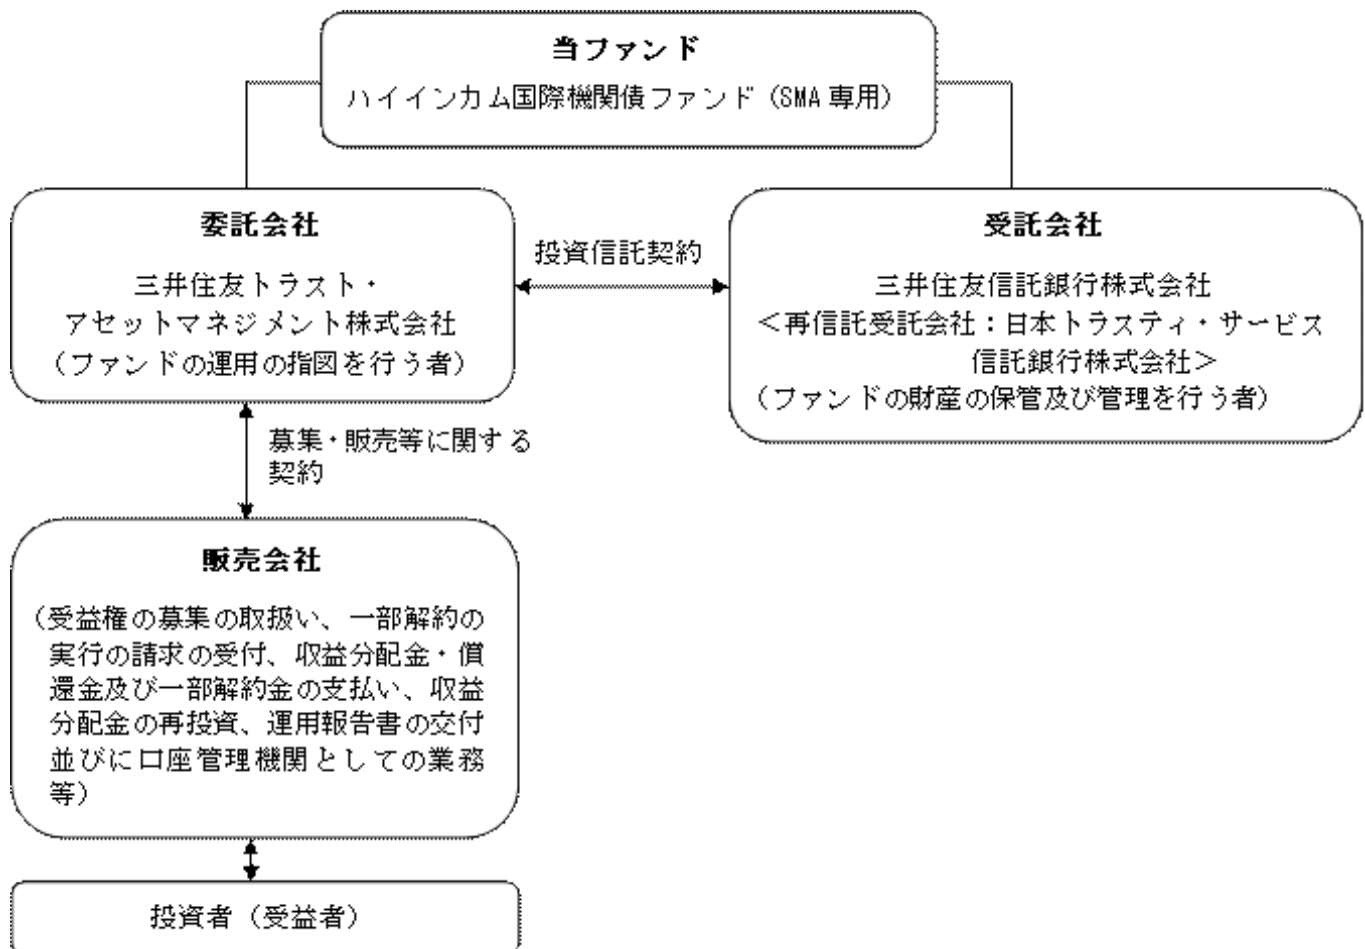 当ファンド
ハイインカム国際機関債ファンド（SMA専用）
委託会社
三井住友トラスト・
アセットマネジメント株式会社
（ファンドの運用の指図を行う者）
投資信託契約
受託会社
三井住友信託銀行株式会社
＜再信託受託会社：日本トラスティ・サービス
信託銀行株式会社＞
（ファンドの財産の保管及び管理を行う者）
募集・販売等に関する
契約
販売会社
（受益権の募集の取扱い、一部解約の
実行の請求の受付、収益分配金・償
還金及び一部解約金の支払い、収益
分配金の再投資、運用報告書の交付
並びに口座管理機関としての業務
等）
投資者（受益者）